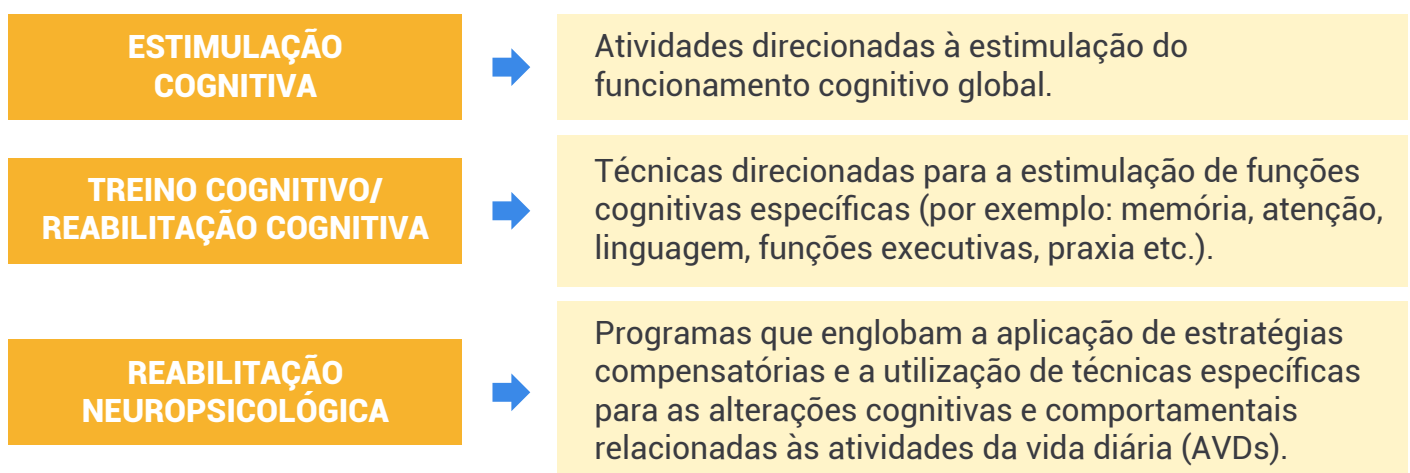 ESTIMULAÇÃO
COGNITIVA
Atividades direcionadas à estimulação do
funcionamento cognitivo global.
TREINO COGNITIVO/
REABILITAÇÃO COGNITIVA
Técnicas direcionadas para a estimulação de funções
cognitivas específicas (por exemplo: memória, atenção,
linguagem, funções executivas, praxia etc.).
REABILITAÇÃO
NEUROPSICOLÓGICA
Programas que englobam a aplicação de estratégias
compensatórias e a utilização de técnicas específicas
para as alterações cognitivas e comportamentais
relacionadas às atividades da vida diária (AVDs).